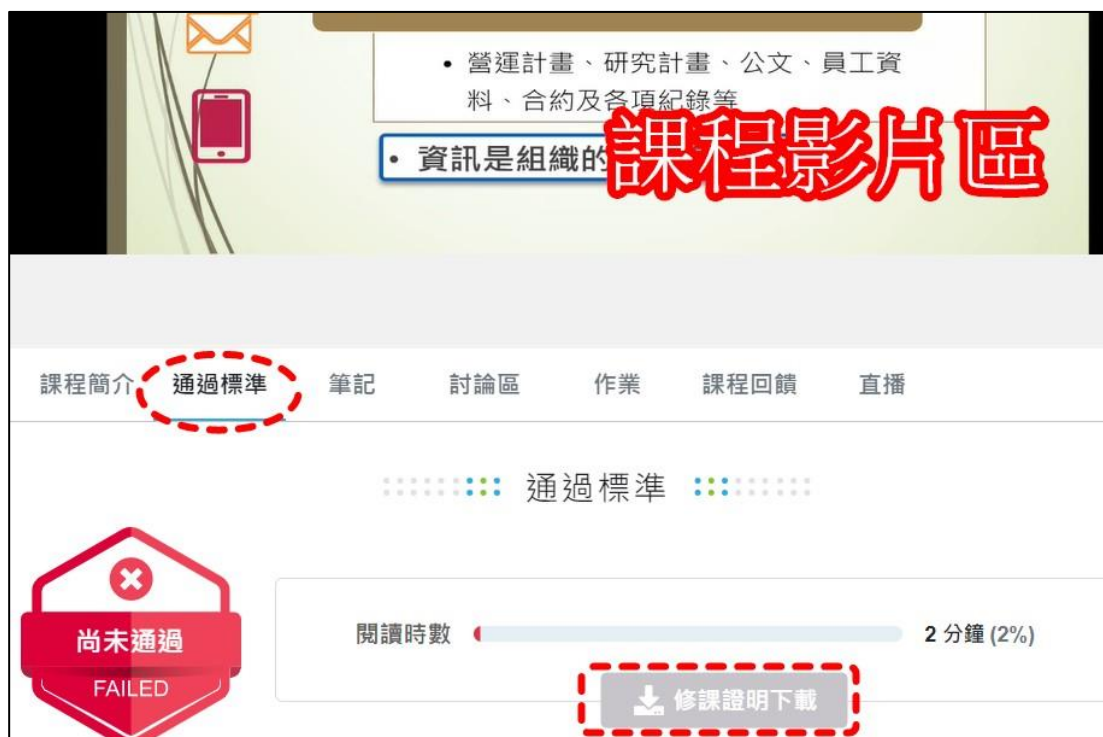 • 營運計畫、研究計畫、公文、員工資
料、合約及各項紀錄等
• 資訊是組織的
課程影片區
課程簡介 通過標準 筆記 討論區 作業 課程回饋 直播
通過標準
尚未通過
FAILED
閱讀時數 2 分鐘 (2%)
修課證明下載